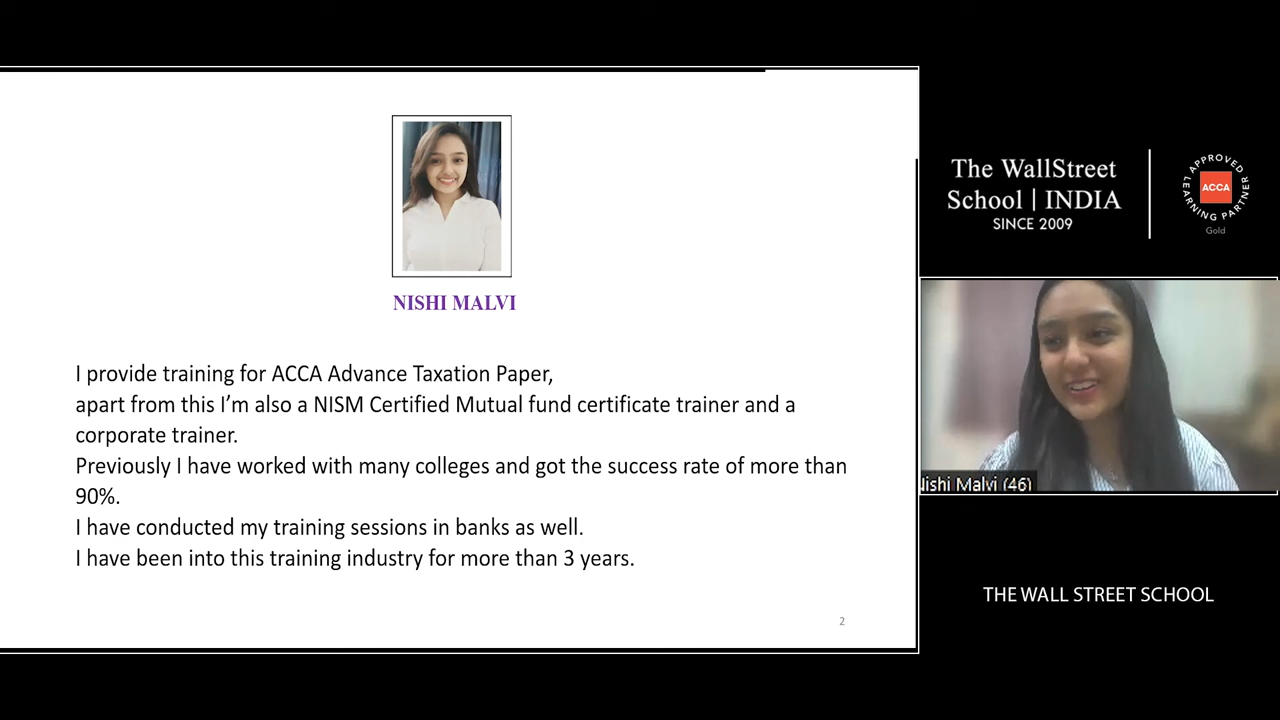 NISHI MALVI
I provide training for ACCA Advance Taxation Paper,
apart from this I’m also a NISM Certified Mutual fund certificate trainer and a
corporate trainer.
Previously I have worked with many colleges and got the success rate of more than
90%.
I have conducted my training sessions in banks as well.
I have been into this training industry for more than 3 years.
2
The WallStreet
School | INDIA
SINCE 2009
APPROVED
ACCA
LEARNING PARTNER
Gold
Nishi Malvi (46)
THE WALL STREET SCHOOL